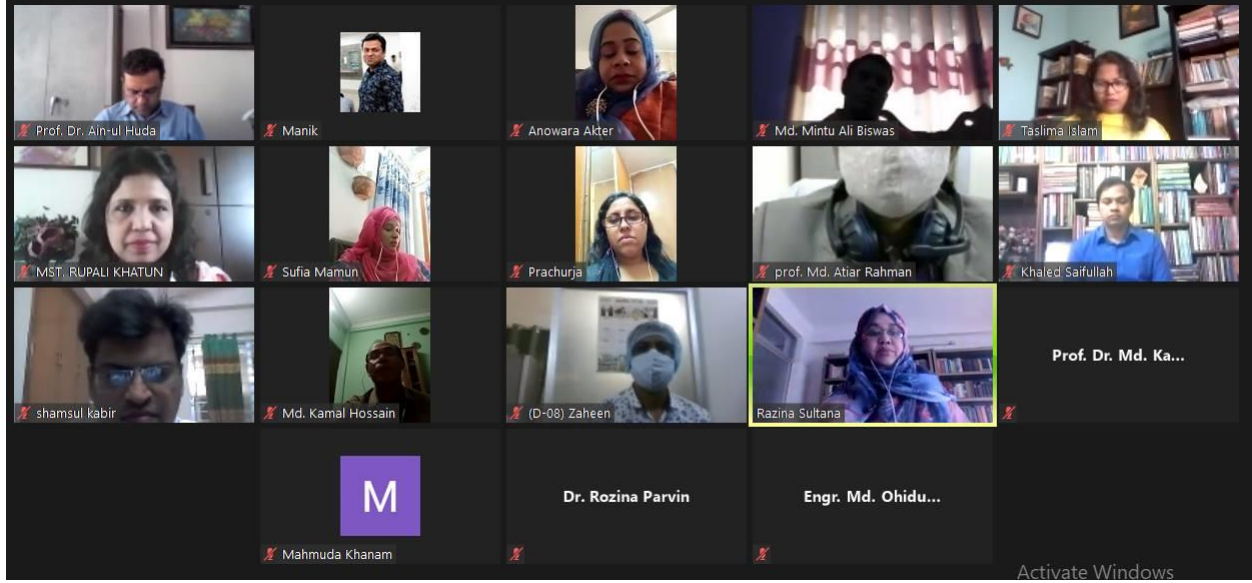 Prof. Dr. Ain-ul Huda
Manik
Anowara Akter
Md. Mintu Ali Biswas
Taslima Islam
MST. RUPALI KHATUN
Sufia Mamun
Prachurja
prof. Md. Atiar Rahman
Khaled Saifullah
shamsul kabir
Md. Kamal Hossain
(D-08) Zaheen
Razina Sultana
Prof. Dr. Md. Ka...
M
Mahmuda Khanam
Dr. Rozina Parvin
Engr. Md. Ohidu...
Activate Windows